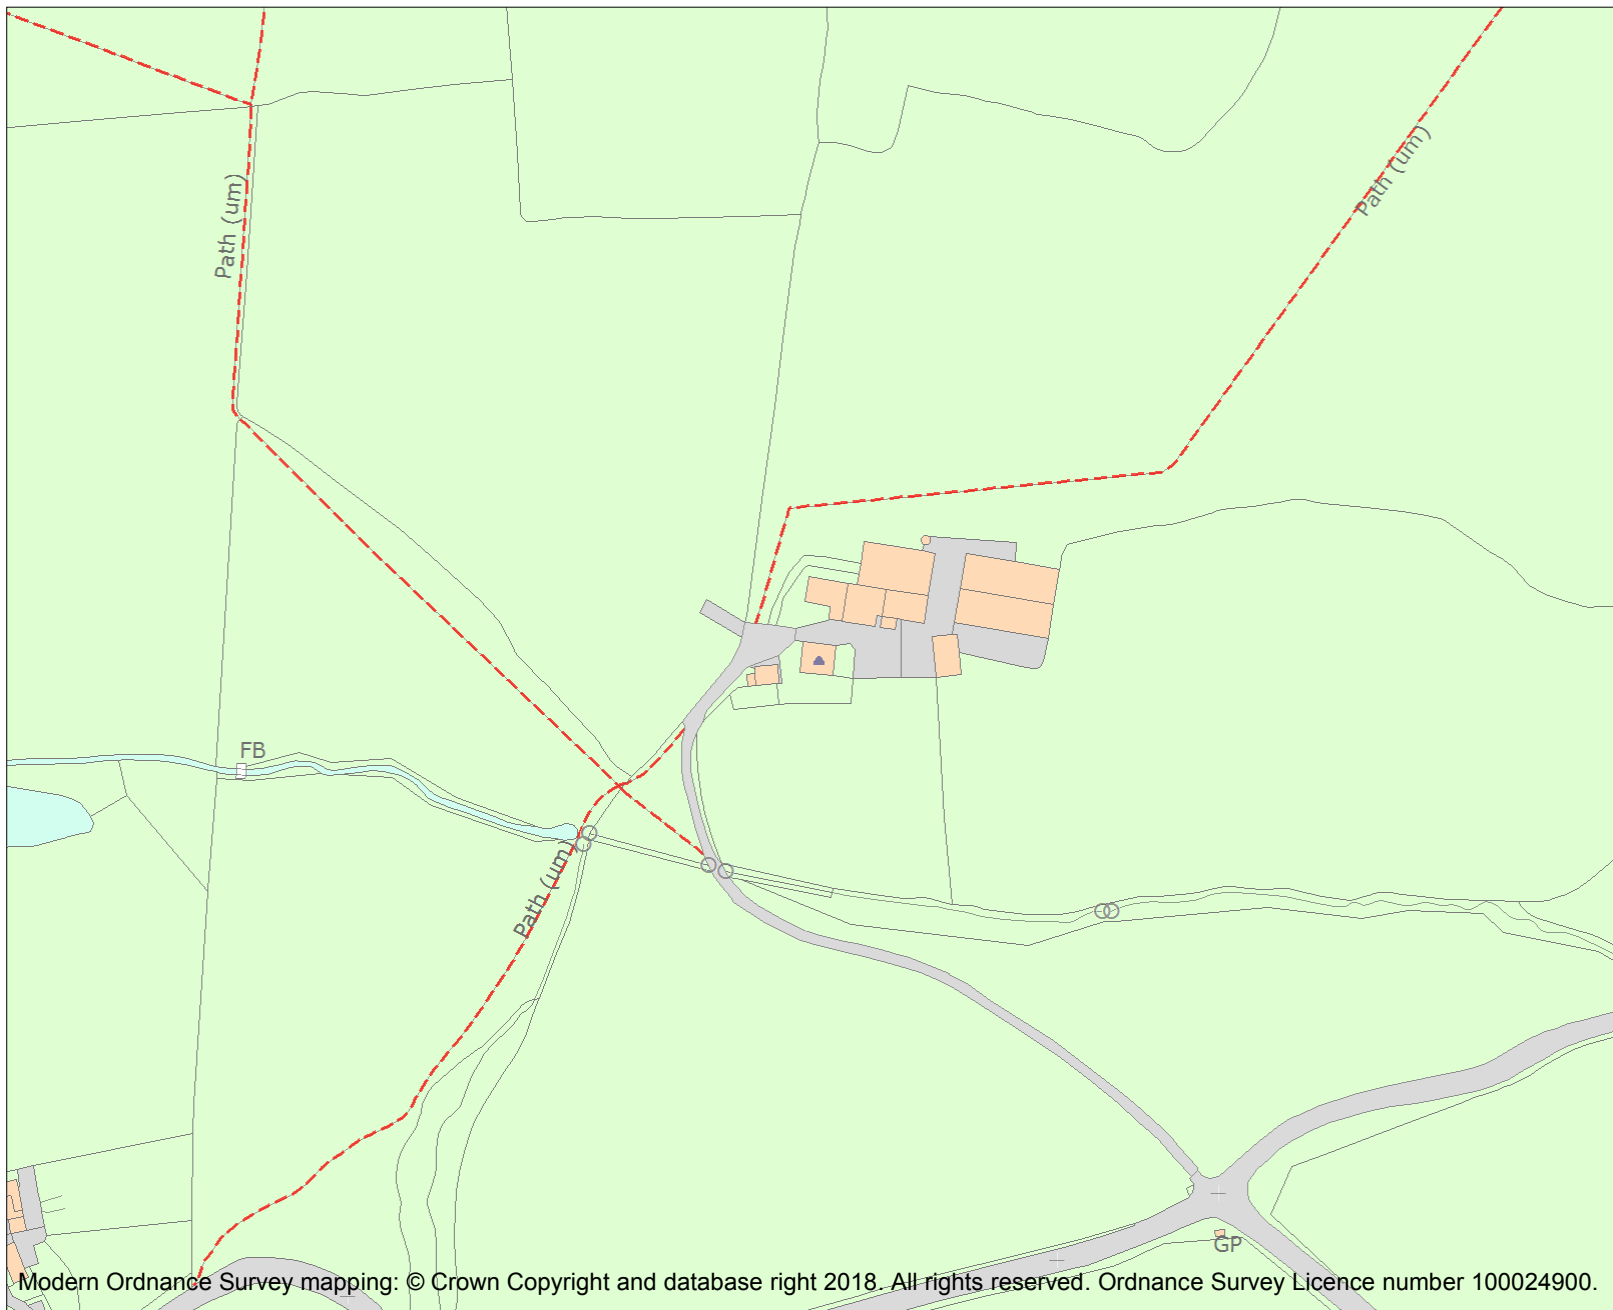 Path (um)
Path (um)
FB
Path (um)
GP
Modern Ordnance Survey mapping: © Crown Copyright and database right 2018. All rights reserved. Ordnance Survey Licence number 100024900.